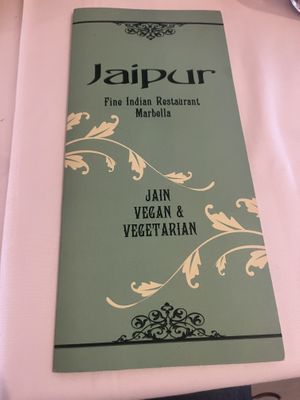 Jaipur
Fine Indian Restaurant
Marbella
JAIN
VEGAN &
VEGETARIAN